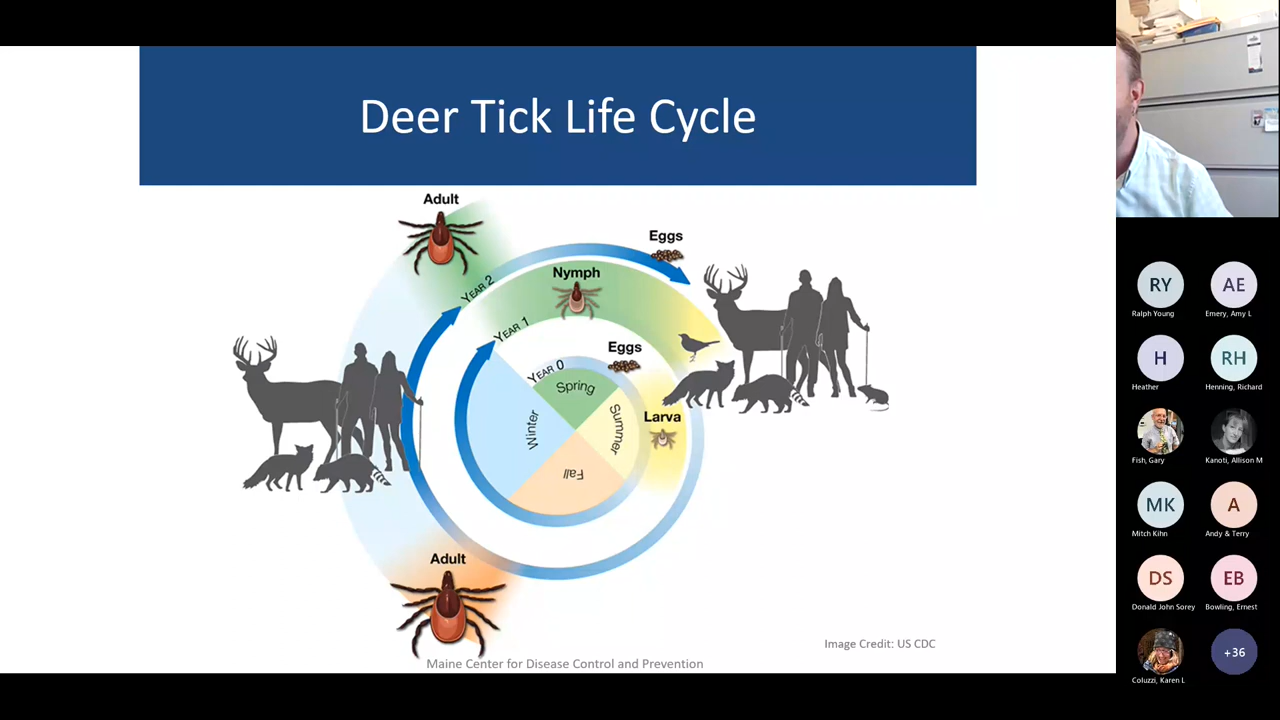 Deer Tick Life Cycle
Adult
Eggs
Nymph
YEAR 2
YEAR 1
Eggs
YEAR 0
Spring
Winter
Summer
Larva
Fall
Adult
Image Credit: US CDC
Maine Center for Disease Control and Prevention
RY
AE
Ralph Young
Emery, Amy L
H
RH
Heather
Henning, Richard
Fish, Gary
Kanoti, Allison M
MK
A
Mitch Kihn
Andy & Terry
DS
EB
Donald John Sorey
Bowling, Ernest
+36
Coluzzi, Karen L